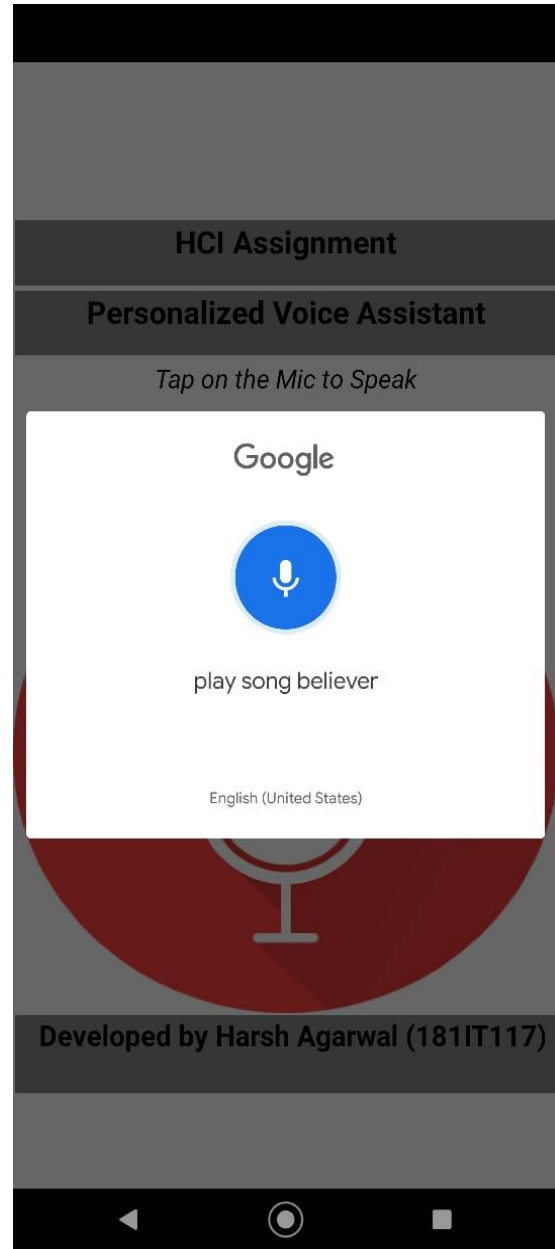 HCI Assignment
Personalized Voice Assistant
Tap on the Mic to Speak
Google
play song believer
English (United States)
Developed by Harsh Agarwal (181IT117)